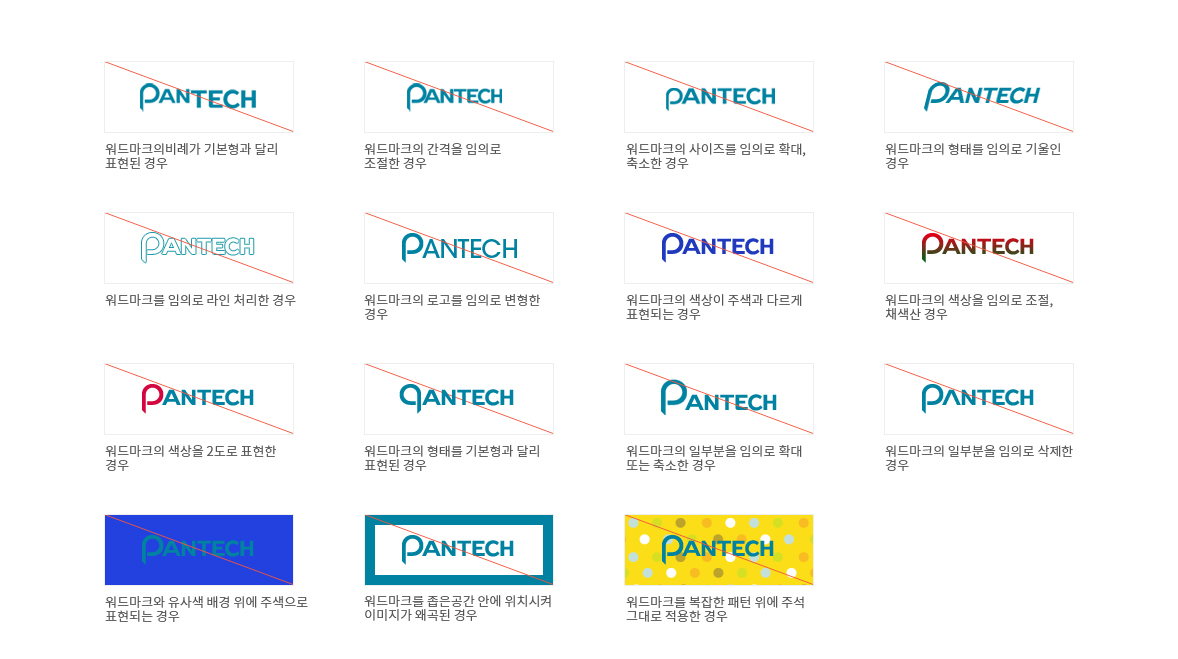 PANTECH
워드마크의비례가 기본형과 달리
표현된 경우
PANTECH
워드마크의 간격을 임의로
조절한 경우
PANTECH
워드마크의 사이즈를 임의로 확대,
축소한 경우
PANTECH
워드마크의 형태를 임의로 기울인
경우
PANTECH
워드마크를 임의로 라인 처리한 경우
PANTECH
워드마크의 로고를 임의로 변형한
경우
PANTECH
워드마크의 색상이 주색과 다르게
표현되는 경우
PANTECH
워드마크의 색상을 임의로 조절,
채색산 경우
PANTECH
워드마크의 색상을 2도로 표현한
경우
PANTECH
워드마크의 형태를 기본형과 달리
표현된 경우
PANTECH
워드마크의 일부분을 임의로 확대
또는 축소한 경우
PANTECH
워드마크의 일부분을 임의로 삭제한
경우
PANTECH
워드마크와 유사색 배경 위에 주색으로
표현되는 경우
PANTECH
워드마크를 좁은공간 안에 위치시켜
이미지가 왜곡된 경우
PANTECH
워드마크를 복잡한 패턴 위에 주석
그대로 적용한 경우